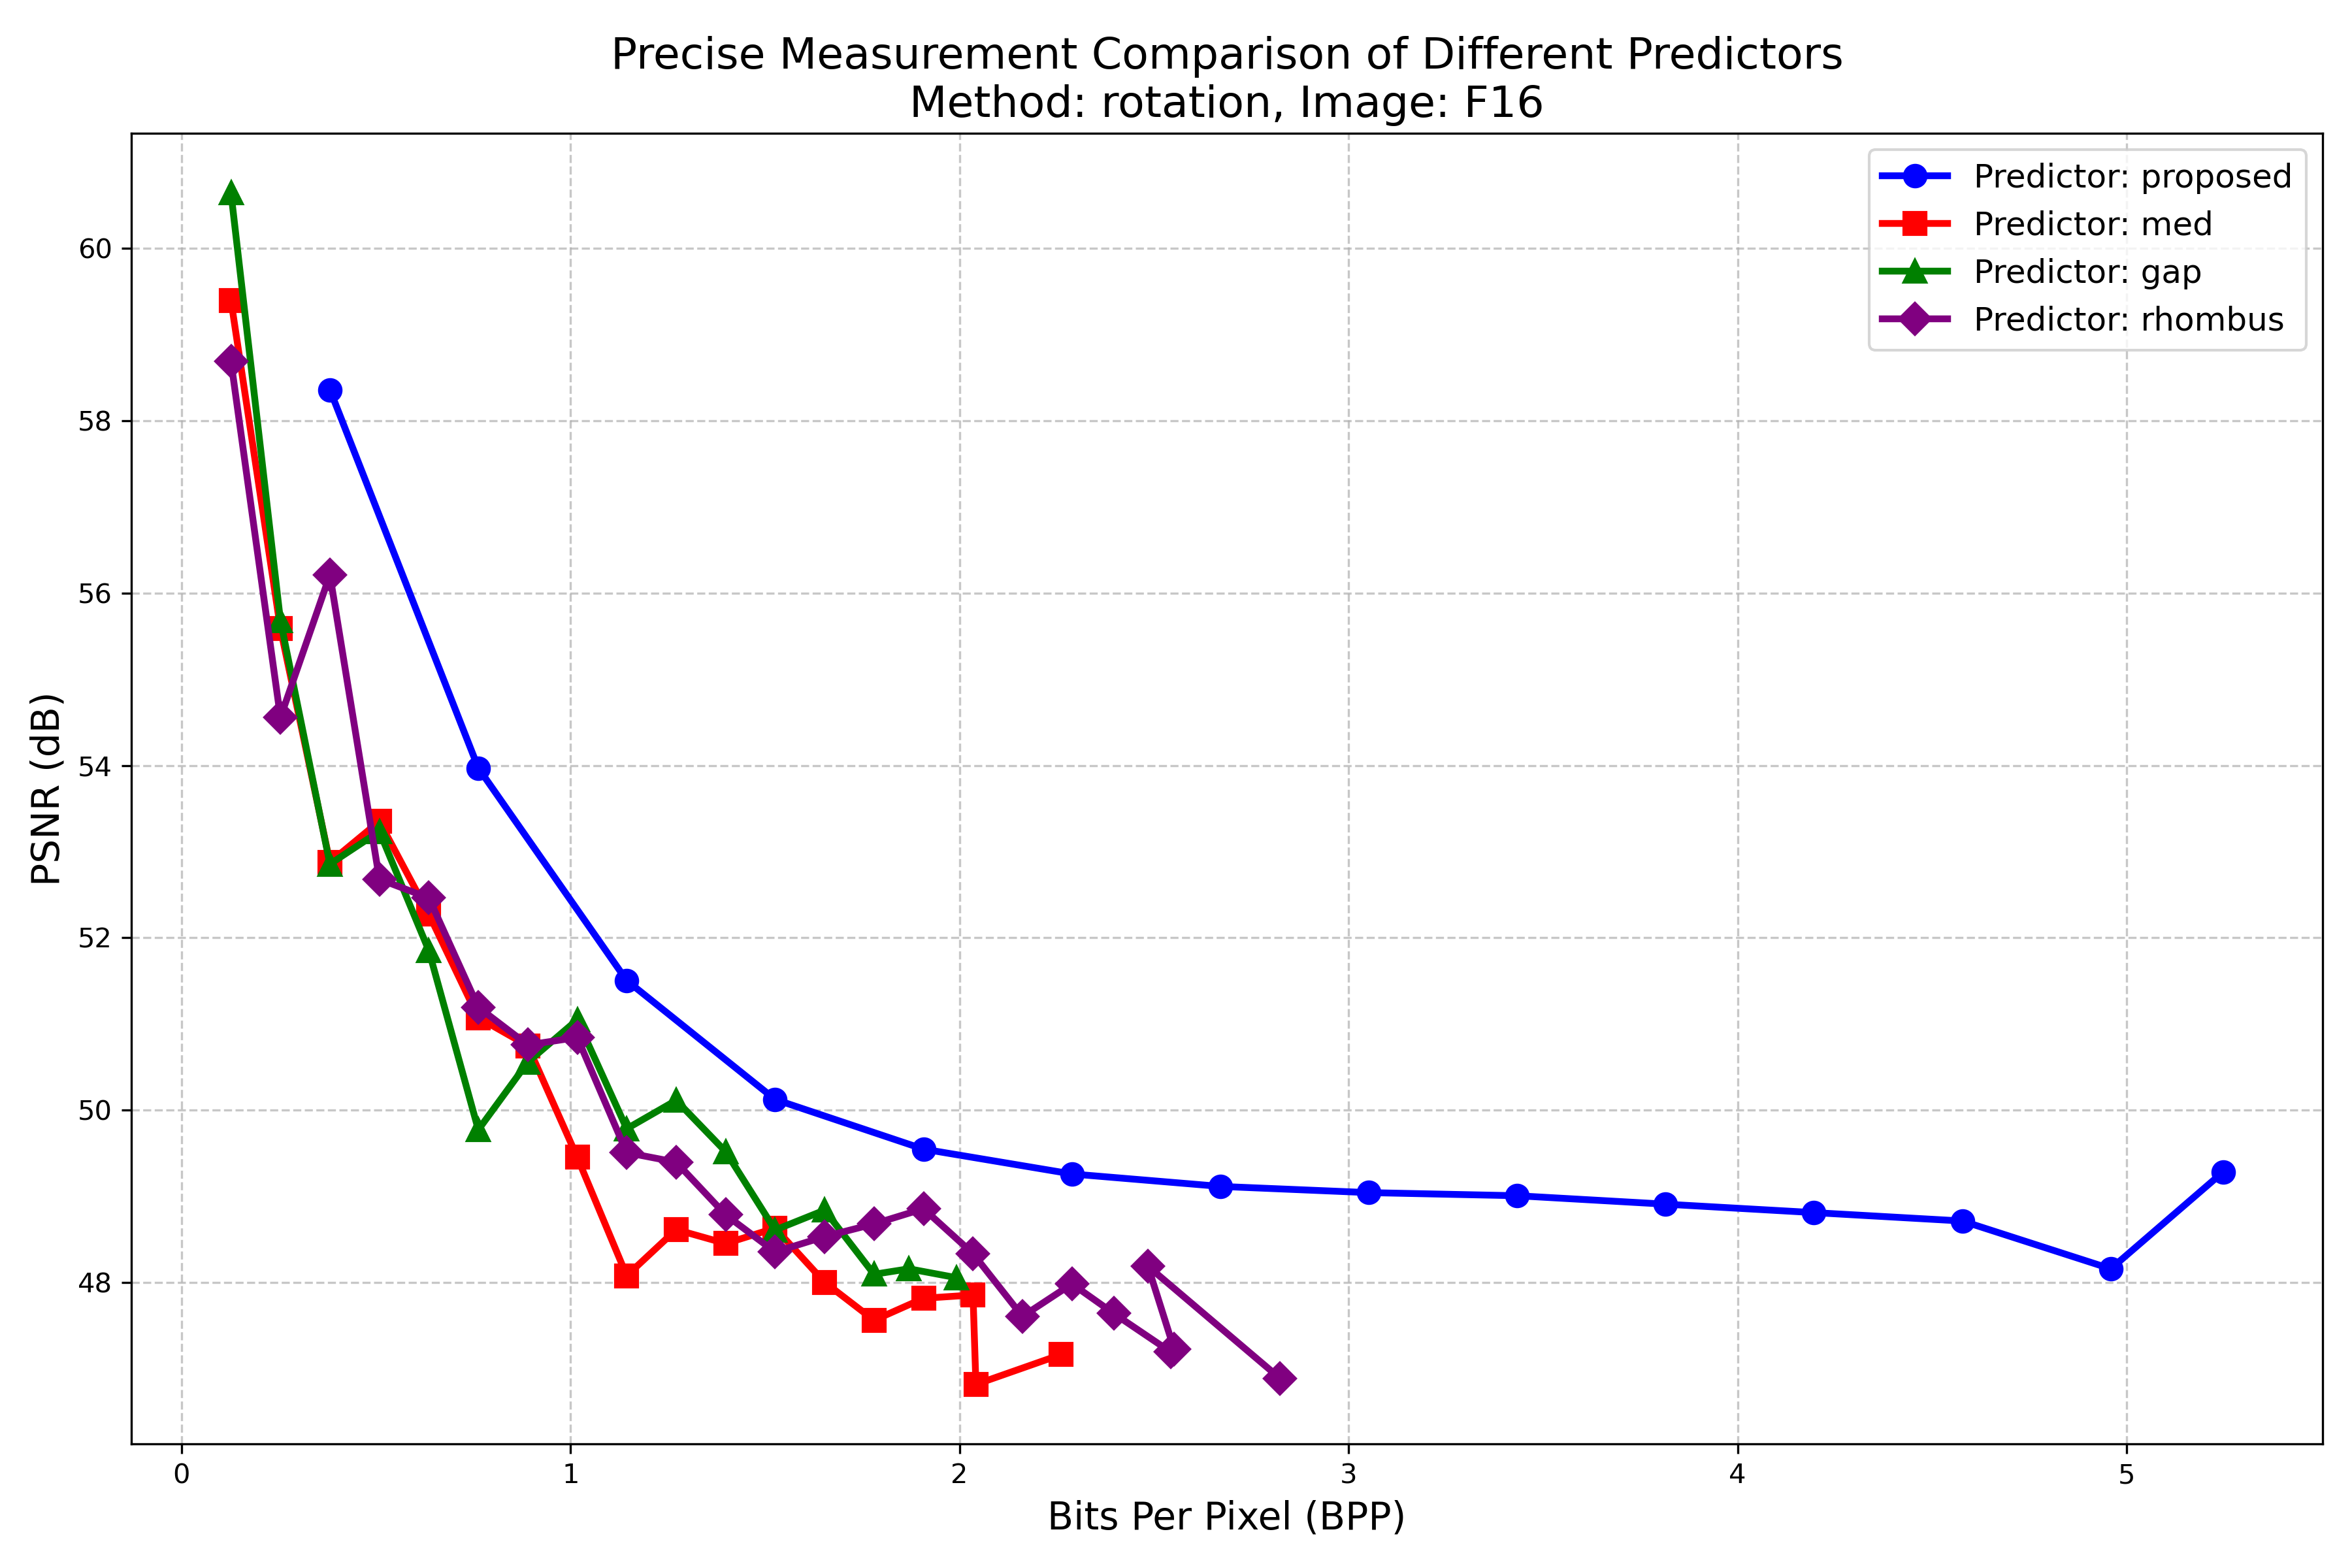 Precise Measurement Comparison of Different Predictors
Method: rotation, Image: F16
Predictor: proposed
Predictor: med
Predictor: gap
Predictor: rhombus
PSNR (dB)
60
58
56
54
52
50
48
0 1 2 3 4 5
Bits Per Pixel (BPP)